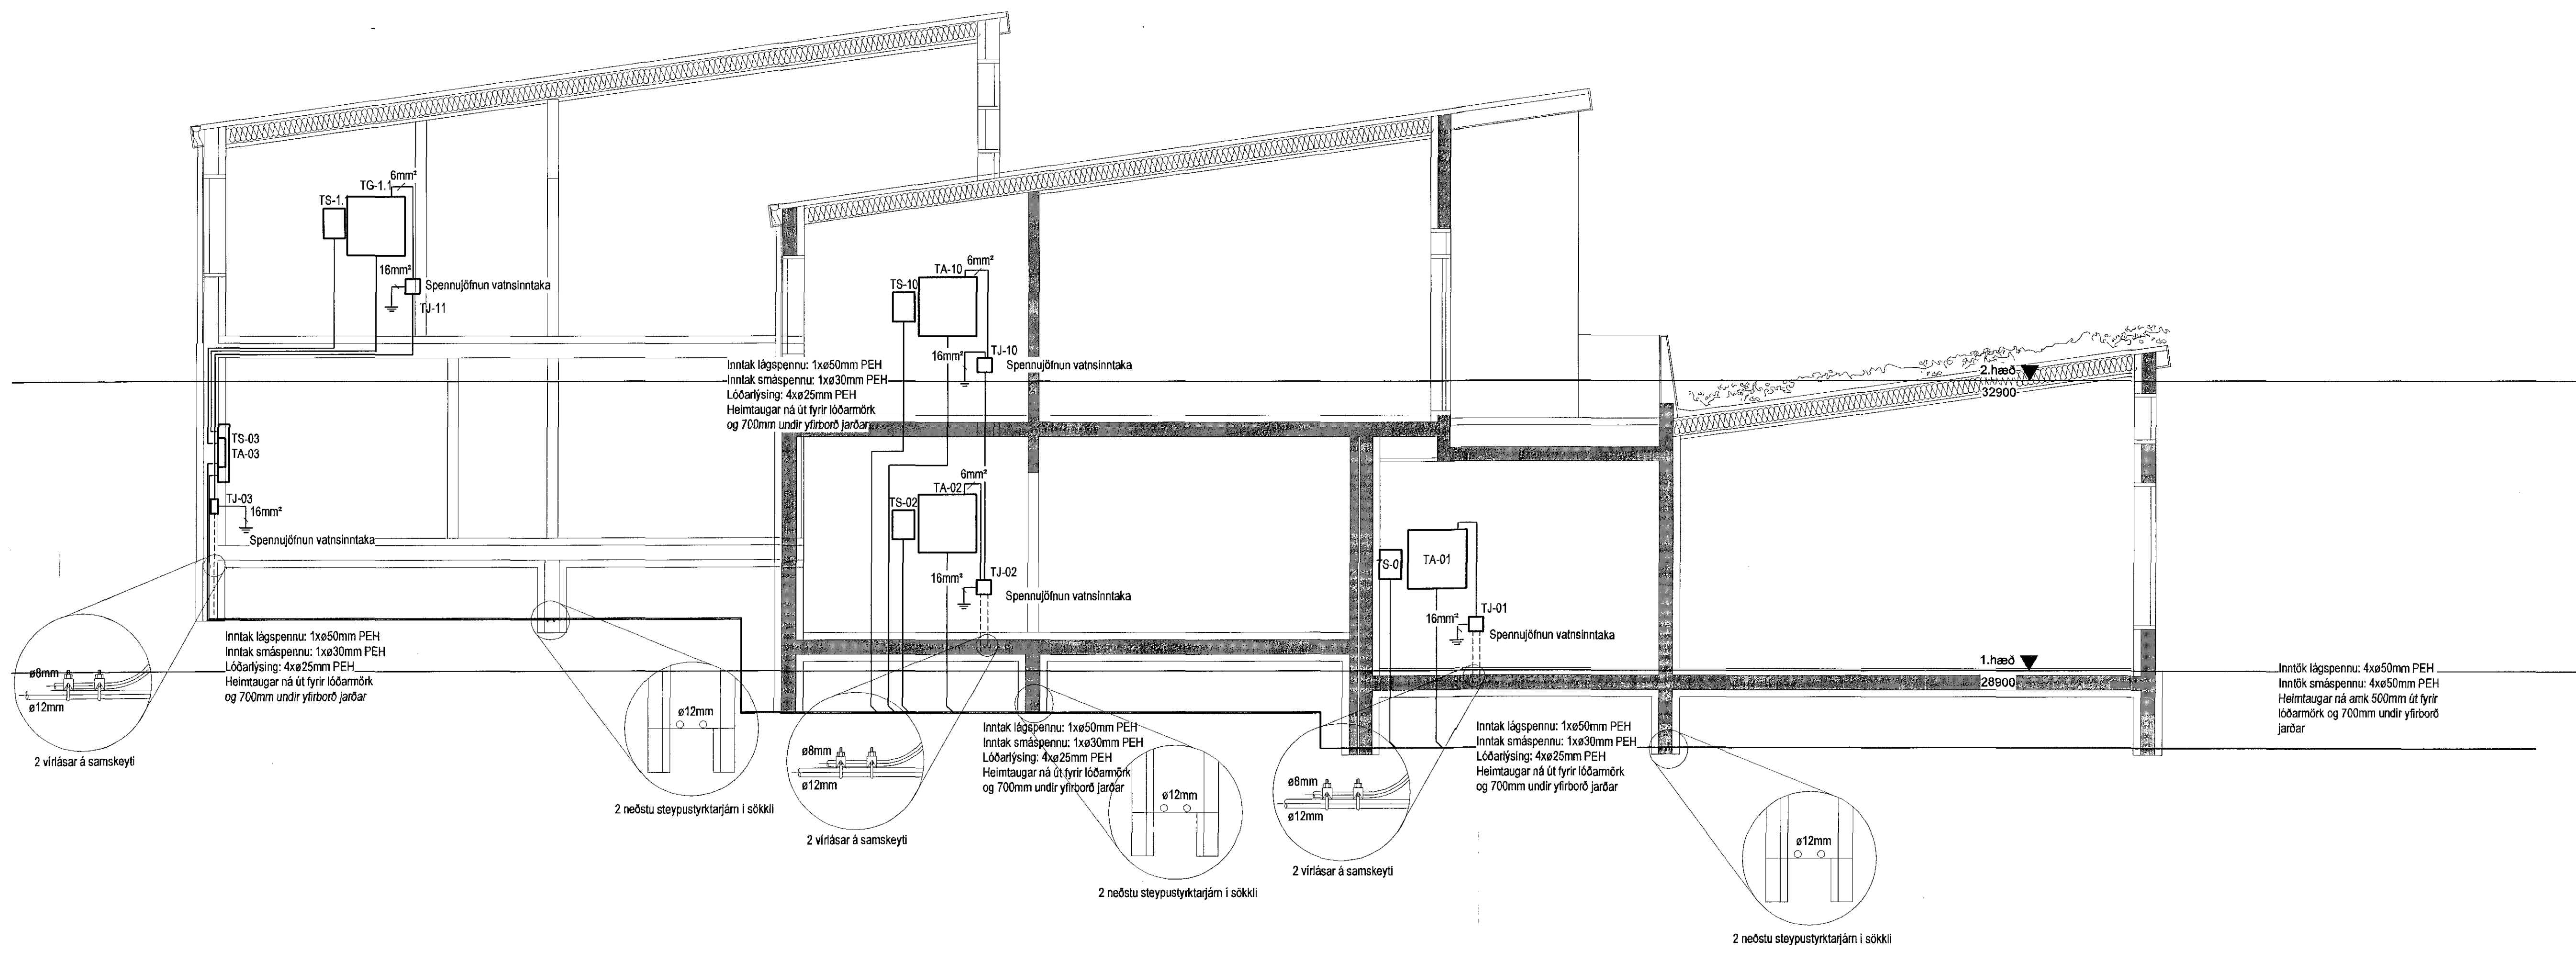 6mm²
TG-1.1
TS-1.
16mm²
Spennujöfnun vatnsinntaka
TJ-11
6mm²
TA-10
TS-10
16mm²
TJ-10
Spennujöfnun vatnsinntaka
Inntak lágspennu: 1xø50mm PEH
Inntak smáspennu: 1xø30mm PEH
Lóðarlýsing: 4xø25mm PEH
Heimtaugar ná út fyrir lóðarmörk
og 700mm undir yfirborð jarðar
2.hæð
32900
TS-03
TA-03
TJ-03
16mm²
Spennujöfnun vatnsinntaka
6mm²
TA-02
TS-02
16mm²
TJ-02
Spennujöfnun vatnsinntaka
TS-0
TA-01
TJ-01
16mm²
Spennujöfnun vatnsinntaka
1.hæð
28900
Inntak lágspennu: 1xø50mm PEH
Inntak smáspennu: 1xø30mm PEH
Lóðarlýsing: 4xø25mm PEH
Heimtaugar ná út fyrir lóðarmörk
og 700mm undir yfirborð jarðar
Inntök lágspennu: 4xø50mm PEH
Inntök smáspennu: 4xø50mm PEH
Heimtaugar ná amk 500mm út fyrir
lóðarmörk og 700mm undir yfirborð
jarðar
ø8mm
ø12mm
2 vírlásar á samskeyti
ø12mm
2 neðstu steypustyrktarjárn í sökkli
Inntak lágspennu: 1xø50mm PEH
Inntak smáspennu: 1xø30mm PEH
Lóðarlýsing: 4xø25mm PEH
Heimtaugar ná út fyrir lóðarmörk
og 700mm undir yfirborð jarðar
ø8mm
ø12mm
2 vírlásar á samskeyti
ø12mm
2 neðstu steypustyrktarjárn í sökkli
Inntak lágspennu: 1xø50mm PEH
Inntak smáspennu: 1xø30mm PEH
Lóðarlýsing: 4xø25mm PEH
Heimtaugar ná út fyrir lóðarmörk
og 700mm undir yfirborð jarðar
ø8mm
ø12mm
2 vírlásar á samskeyti
ø12mm
2 neðstu steypustyrktarjárn í sökkli